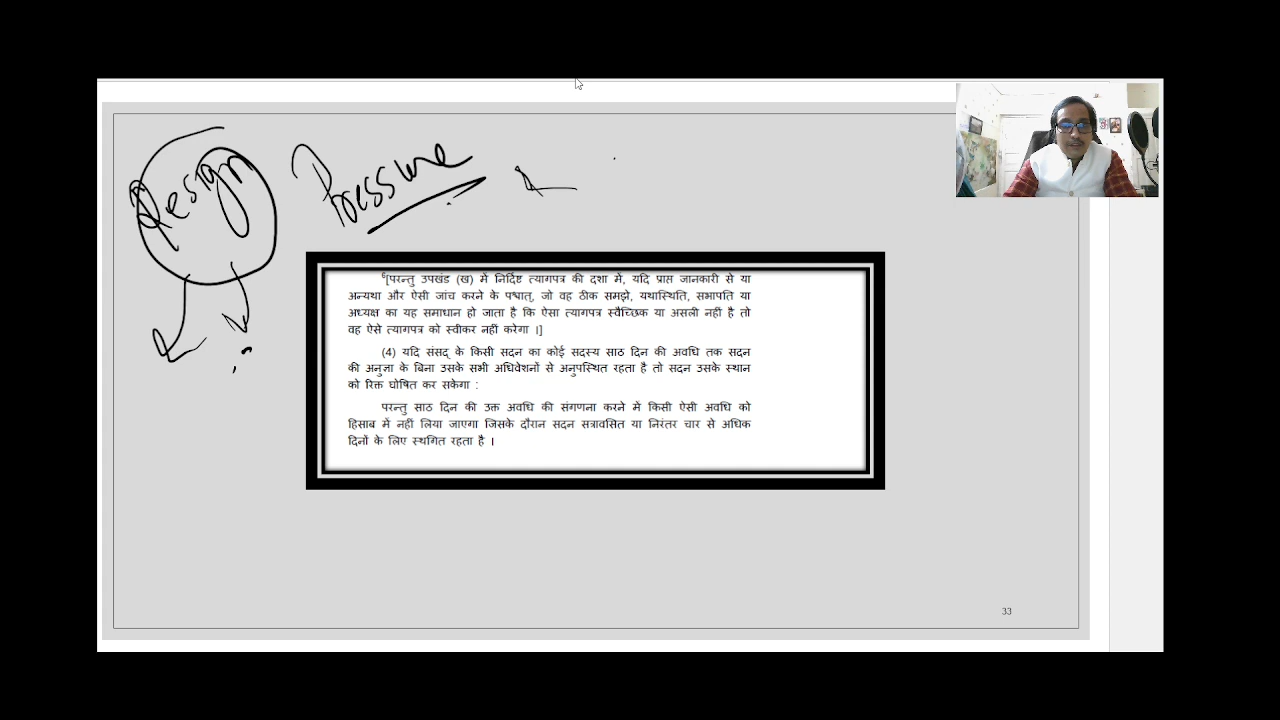 Design
Pressure
⁶[परन्तु उपखंड (ख) में निर्दिष्ट त्यागपत्र की दशा में, यदि प्राप्त जानकारी से या
अन्यथा और ऐसी जांच करने के पश्चात्, जो वह ठीक समझे, यथास्थिति, सभापति या
अध्यक्ष का यह समाधान हो जाता है कि ऐसा त्यागपत्र स्वैच्छिक या असली नहीं है तो
वह ऐसे त्यागपत्र को स्वीकर नहीं करेगा ।]
(4) यदि संसद् के किसी सदन का कोई सदस्य साठ दिन की अवधि तक सदन
की अनुज्ञा के बिना उसके सभी अधिवेशनों से अनुपस्थित रहता है तो सदन उसके स्थान
को रिक्त घोषित कर सकेगा :
परन्तु साठ दिन की उक्त अवधि की संगणना करने में किसी ऐसी अवधि को
हिसाब में नहीं लिया जाएगा जिसके दौरान सदन सत्रावसित या निरंतर चार से अधिक
दिनों के लिए स्थगित रहता है ।
33